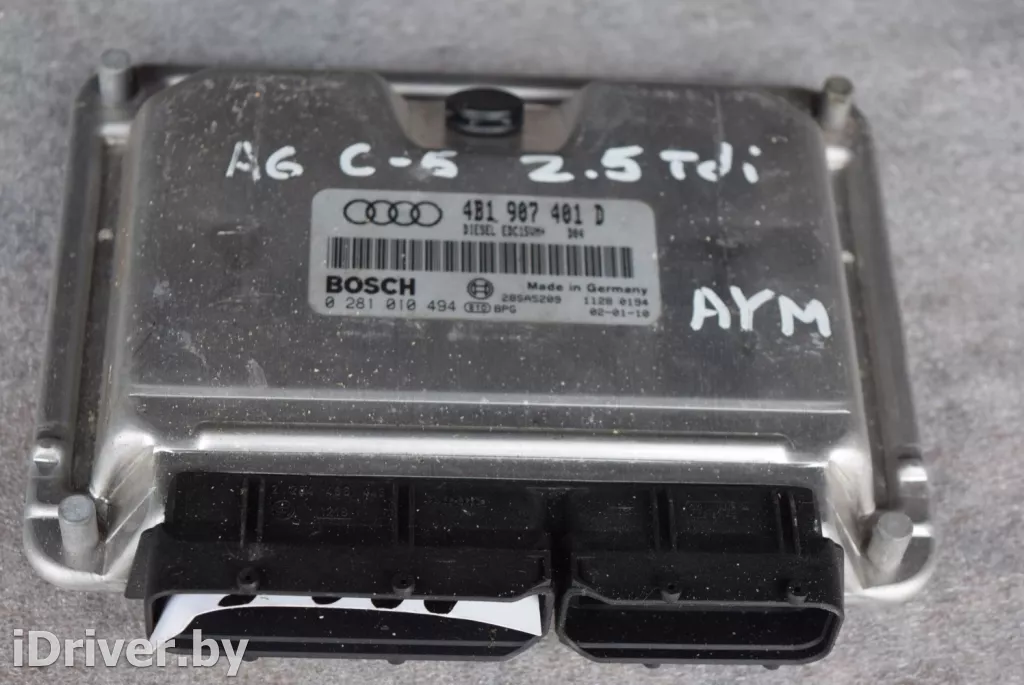 A6 C-5 2.5 Tdi
4B1 907 401 D
DIESEL EDC15VM+ D04
BOSCH
Made in Germany
0 281 010 494
BPG
28SA5209
1128 0194
02-01-10
AYM
iDriver.by